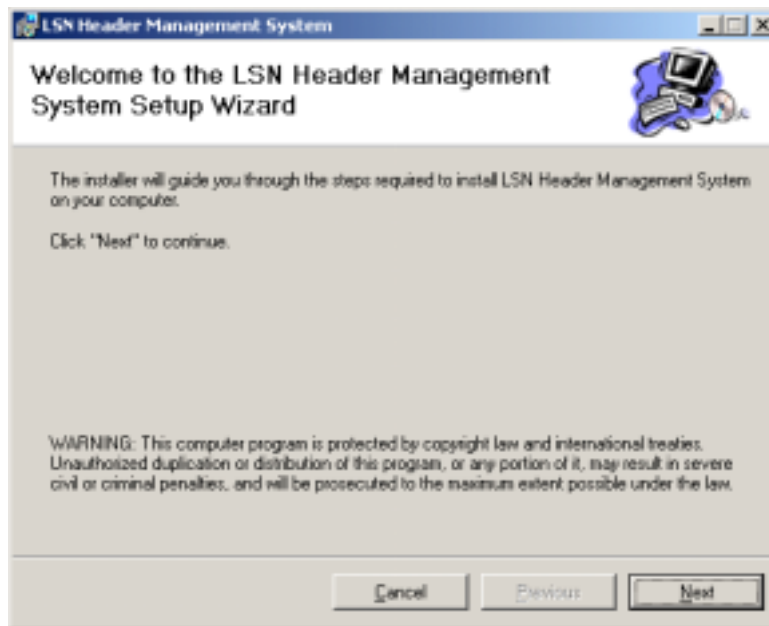 LSN Header Management System
Welcome to the LSN Header Management
System Setup Wizard
The installer will guide you through the steps required to install LSN Header Management System
on your computer.
Click "Next" to continue.
WARNING: This computer program is protected by copyright law and international treaties.
Unauthorized duplication or distribution of this program, or any portion of it, may result in severe
civil or criminal penalties, and will be prosecuted to the maximum extent possible under the law.
Cancel Previous Next